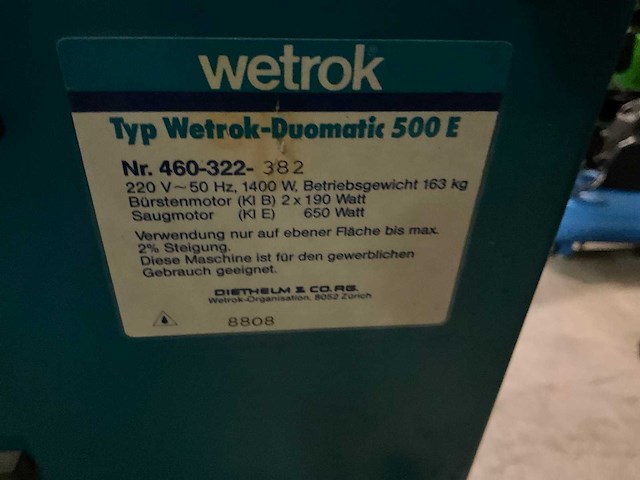 wetrok
Typ Wetrok-Duomatic 500 E
Nr. 460-322- 382
220 V ~ 50 Hz, 1400 W, Betriebsgewicht 163 kg
Bürstenmotor (Kl B) 2 x 190 Watt
Saugmotor (Kl E) 650 Watt
Verwendung nur auf ebener Fläche bis max.
2% Steigung.
Diese Maschine ist für den gewerblichen
Gebrauch geeignet.
DIETHELM & CO. AG.
Wetrok-Organisation, 8052 Zürich
8808